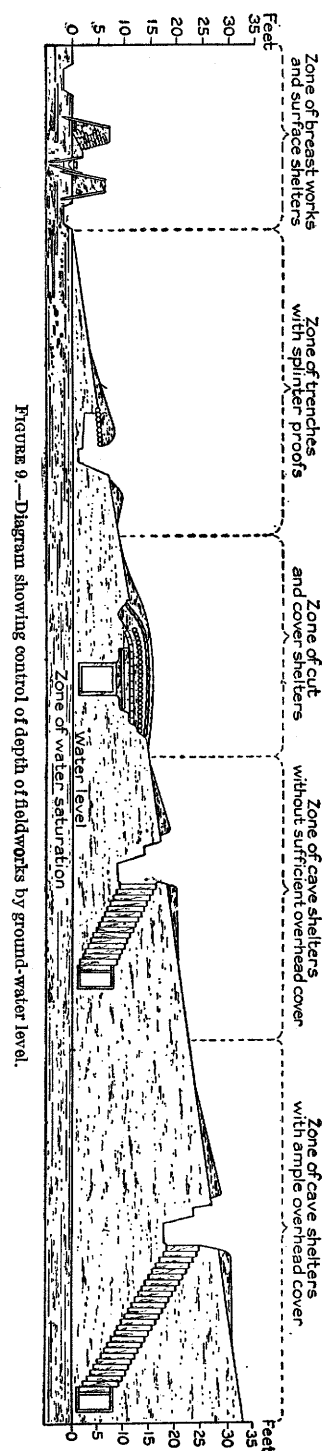 Feet
35
30
25
20
15
10
5
0
Zone of breast works
and surface shelters
Zone of trenches
with splinter proofs
Zone of cut
and cover shelters
Zone of cave shelters
without sufficient overhead cover
Zone of cave shelters
with ample overhead cover
Feet
35
30
25
20
15
10
5
0
Water level
Zone of water saturation
FIGURE 9.—Diagram showing control of depth of fieldworks by ground-water level.